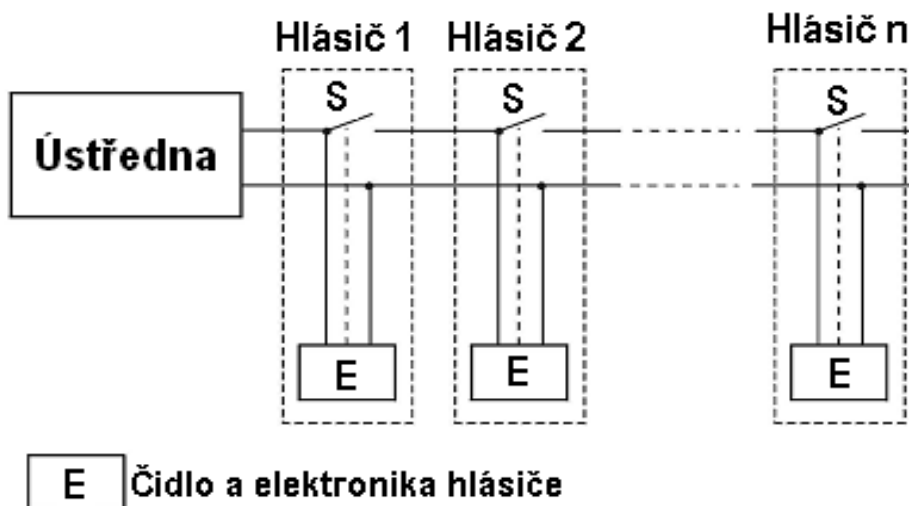 Hlásič 1 Hlásič 2 Hlásič n
S S S
Ústředna
E E E
E Čidlo a elektronika hlásiče